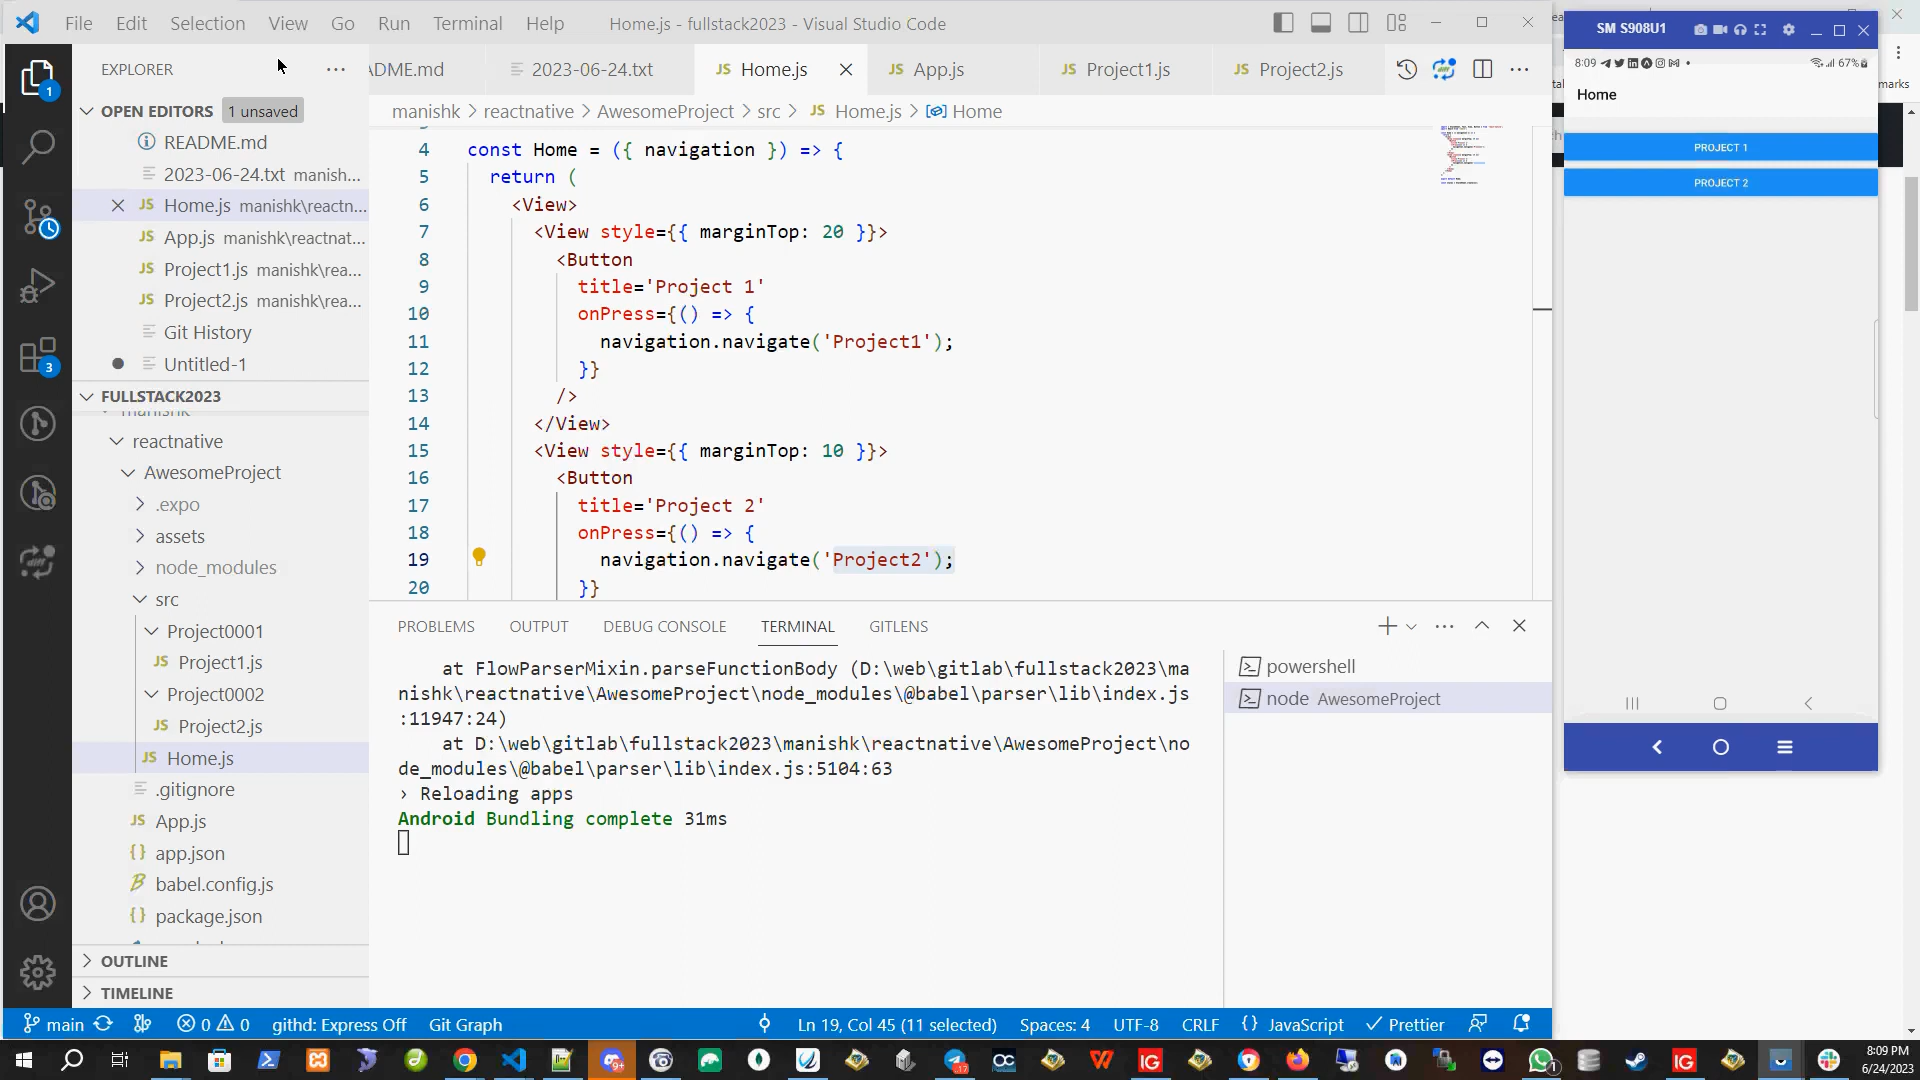 File Edit Selection View Go Run Terminal Help Home.js - fullstack2023 - Visual Studio Code
EXPLORER
OPEN EDITORS 1 unsaved
README.md
2023-06-24.txt manish...
Home.js manishk\reactn...
App.js manishk\reactnat...
Project1.js manishk\rea...
Project2.js manishk\rea...
Git History
Untitled-1
FULLSTACK2023
manishk
reactnative
AwesomeProject
.expo
assets
node_modules
src
Project0001
Project1.js
Project0002
Project2.js
Home.js
.gitignore
App.js
app.json
babel.config.js
package.json
OUTLINE
TIMELINE
1
3
DME.md 2023-06-24.txt Home.js App.js Project1.js Project2.js
manishk > reactnative > AwesomeProject > src > Home.js > Home
4 const Home = ({ navigation }) => {
5 return (
6 <View>
7 <View style={{ marginTop: 20 }}>
8 <Button
9 title='Project 1'
10 onPress={() => {
11 navigation.navigate('Project1');
12 }}
13 />
14 </View>
15 <View style={{ marginTop: 10 }}>
16 <Button
17 title='Project 2'
18 onPress={() => {
19 navigation.navigate('Project2');
20 }}
PROBLEMS OUTPUT DEBUG CONSOLE TERMINAL GITLENS
at FlowParserMixin.parseFunctionBody (D:\web\gitlab\fullstack2023\ma
nishk\reactnative\AwesomeProject\node_modules\@babel\parser\lib\index.js
:11947:24)
at D:\web\gitlab\fullstack2023\manishk\reactnative\AwesomeProject\no
de_modules\@babel\parser\lib\index.js:5104:63
› Reloading apps
Android Bundling complete 31ms
powershell
node AwesomeProject
main 0 0 githd: Express Off Git Graph Ln 19, Col 45 (11 selected) Spaces: 4 UTF-8 CRLF {} JavaScript Prettier
SM S908U1
8:09 67%
Home
PROJECT 1
PROJECT 2
marks
8:09 PM
6/24/2023